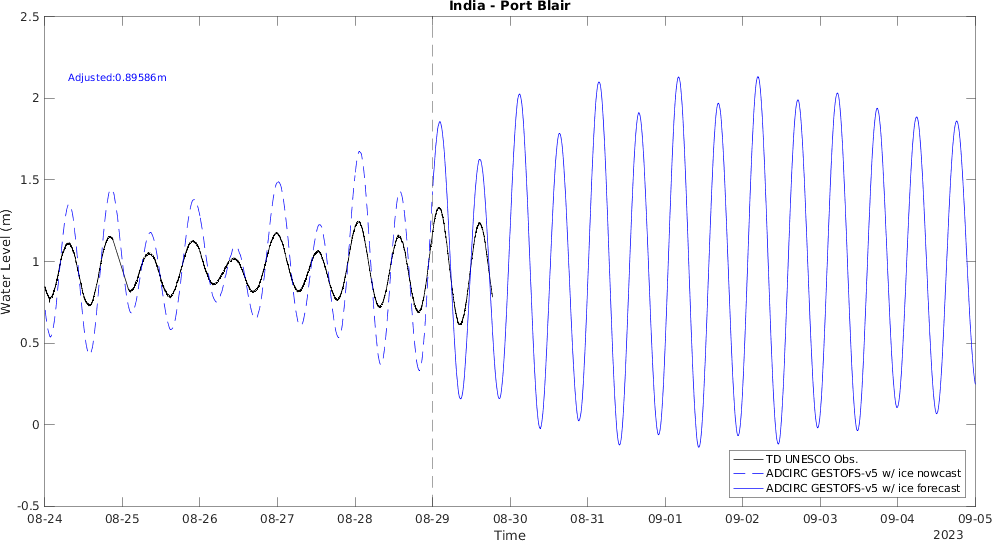 India - Port Blair
Adjusted:0.89586m
Water Level (m)
2.5
2
1.5
1
0.5
0
-0.5
TD UNESCO Obs.
ADCIRC GESTOFS-v5 w/ ice nowcast
ADCIRC GESTOFS-v5 w/ ice forecast
08-24 08-25 08-26 08-27 08-28 08-29 08-30 08-31 09-01 09-02 09-03 09-04 09-05
Time
2023